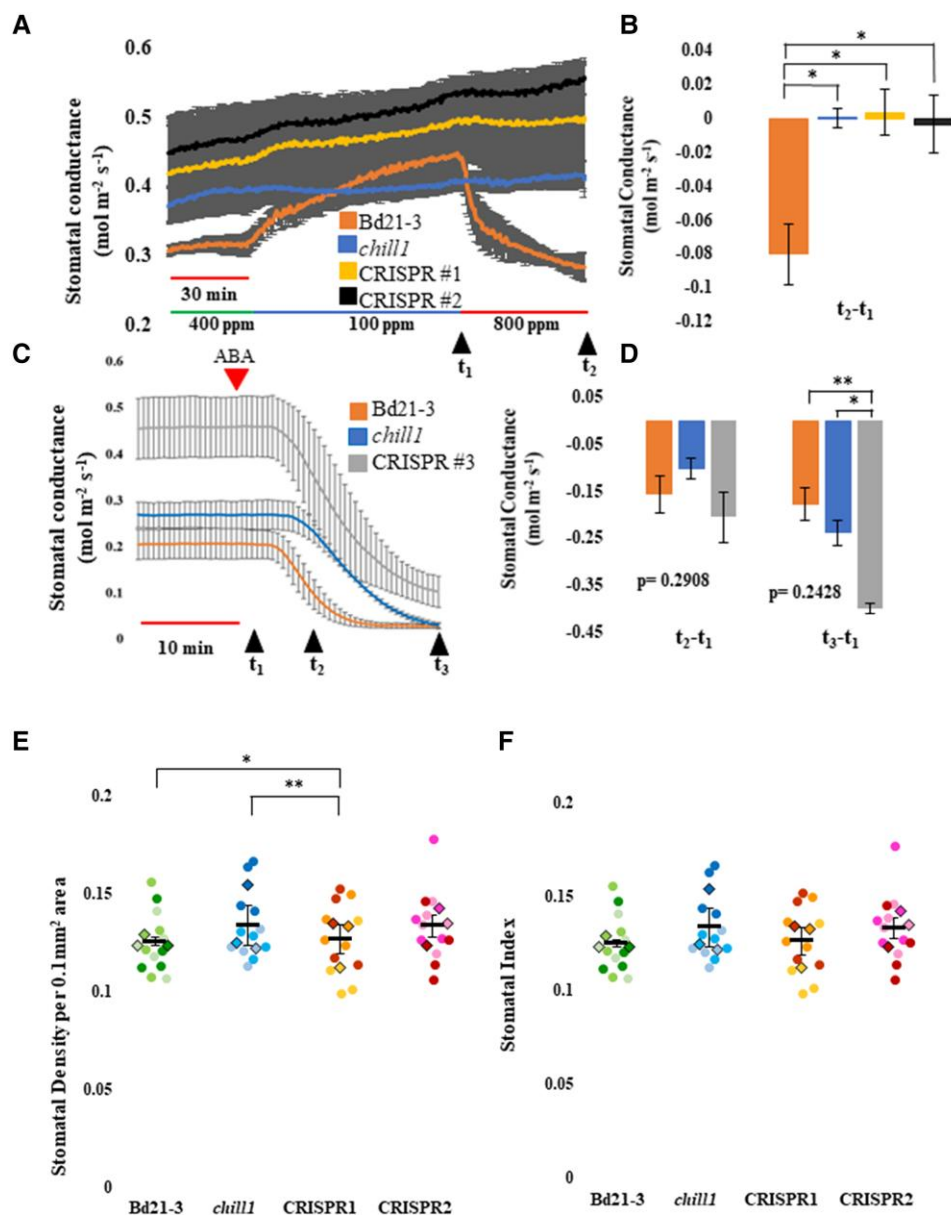 A
0.6
0.5
0.4
0.3
0.2
Stomatal conductance
(mol m-2 s-1)
Bd21-3
chill1
CRISPR #1
CRISPR #2
30 min
400 ppm
100 ppm
800 ppm
t1
t2
B
*
*
*
0.04
0.02
0
-0.02
-0.04
-0.06
-0.08
-0.1
-0.12
Stomatal Conductance
(mol m-2 s-1)
t2-t1
C
ABA
0.6
0.5
0.4
0.3
0.2
0.1
0
Stomatal conductance
(mol m-2 s-1)
Bd21-3
chill1
CRISPR #3
10 min
t1
t2
t3
D
0.05
-0.05
-0.15
-0.25
-0.35
-0.45
Stomatal Conductance
(mol m-2 s-1)
**
*
p= 0.2908
p= 0.2428
t2-t1
t3-t1
E
*
**
0.2
0.15
0.1
0.05
0
Stomatal Density per 0.1mm2 area
Bd21-3
chill1
CRISPR1
CRISPR2
F
0.2
0.15
0.1
0.05
0
Stomatal Index
Bd21-3
chill1
CRISPR1
CRISPR2